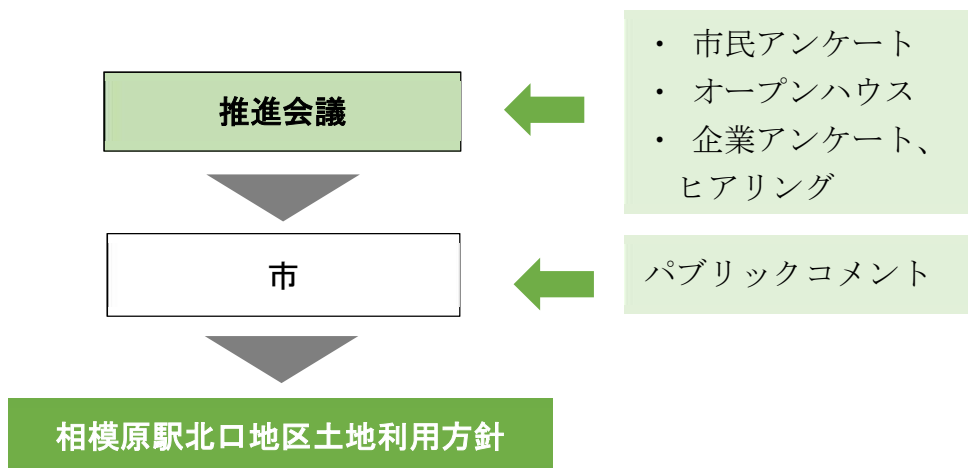 ・ 市民アンケート
・ オープンハウス
・ 企業アンケート、
ヒアリング
推進会議
市
パブリックコメント
相模原駅北口地区土地利用方針